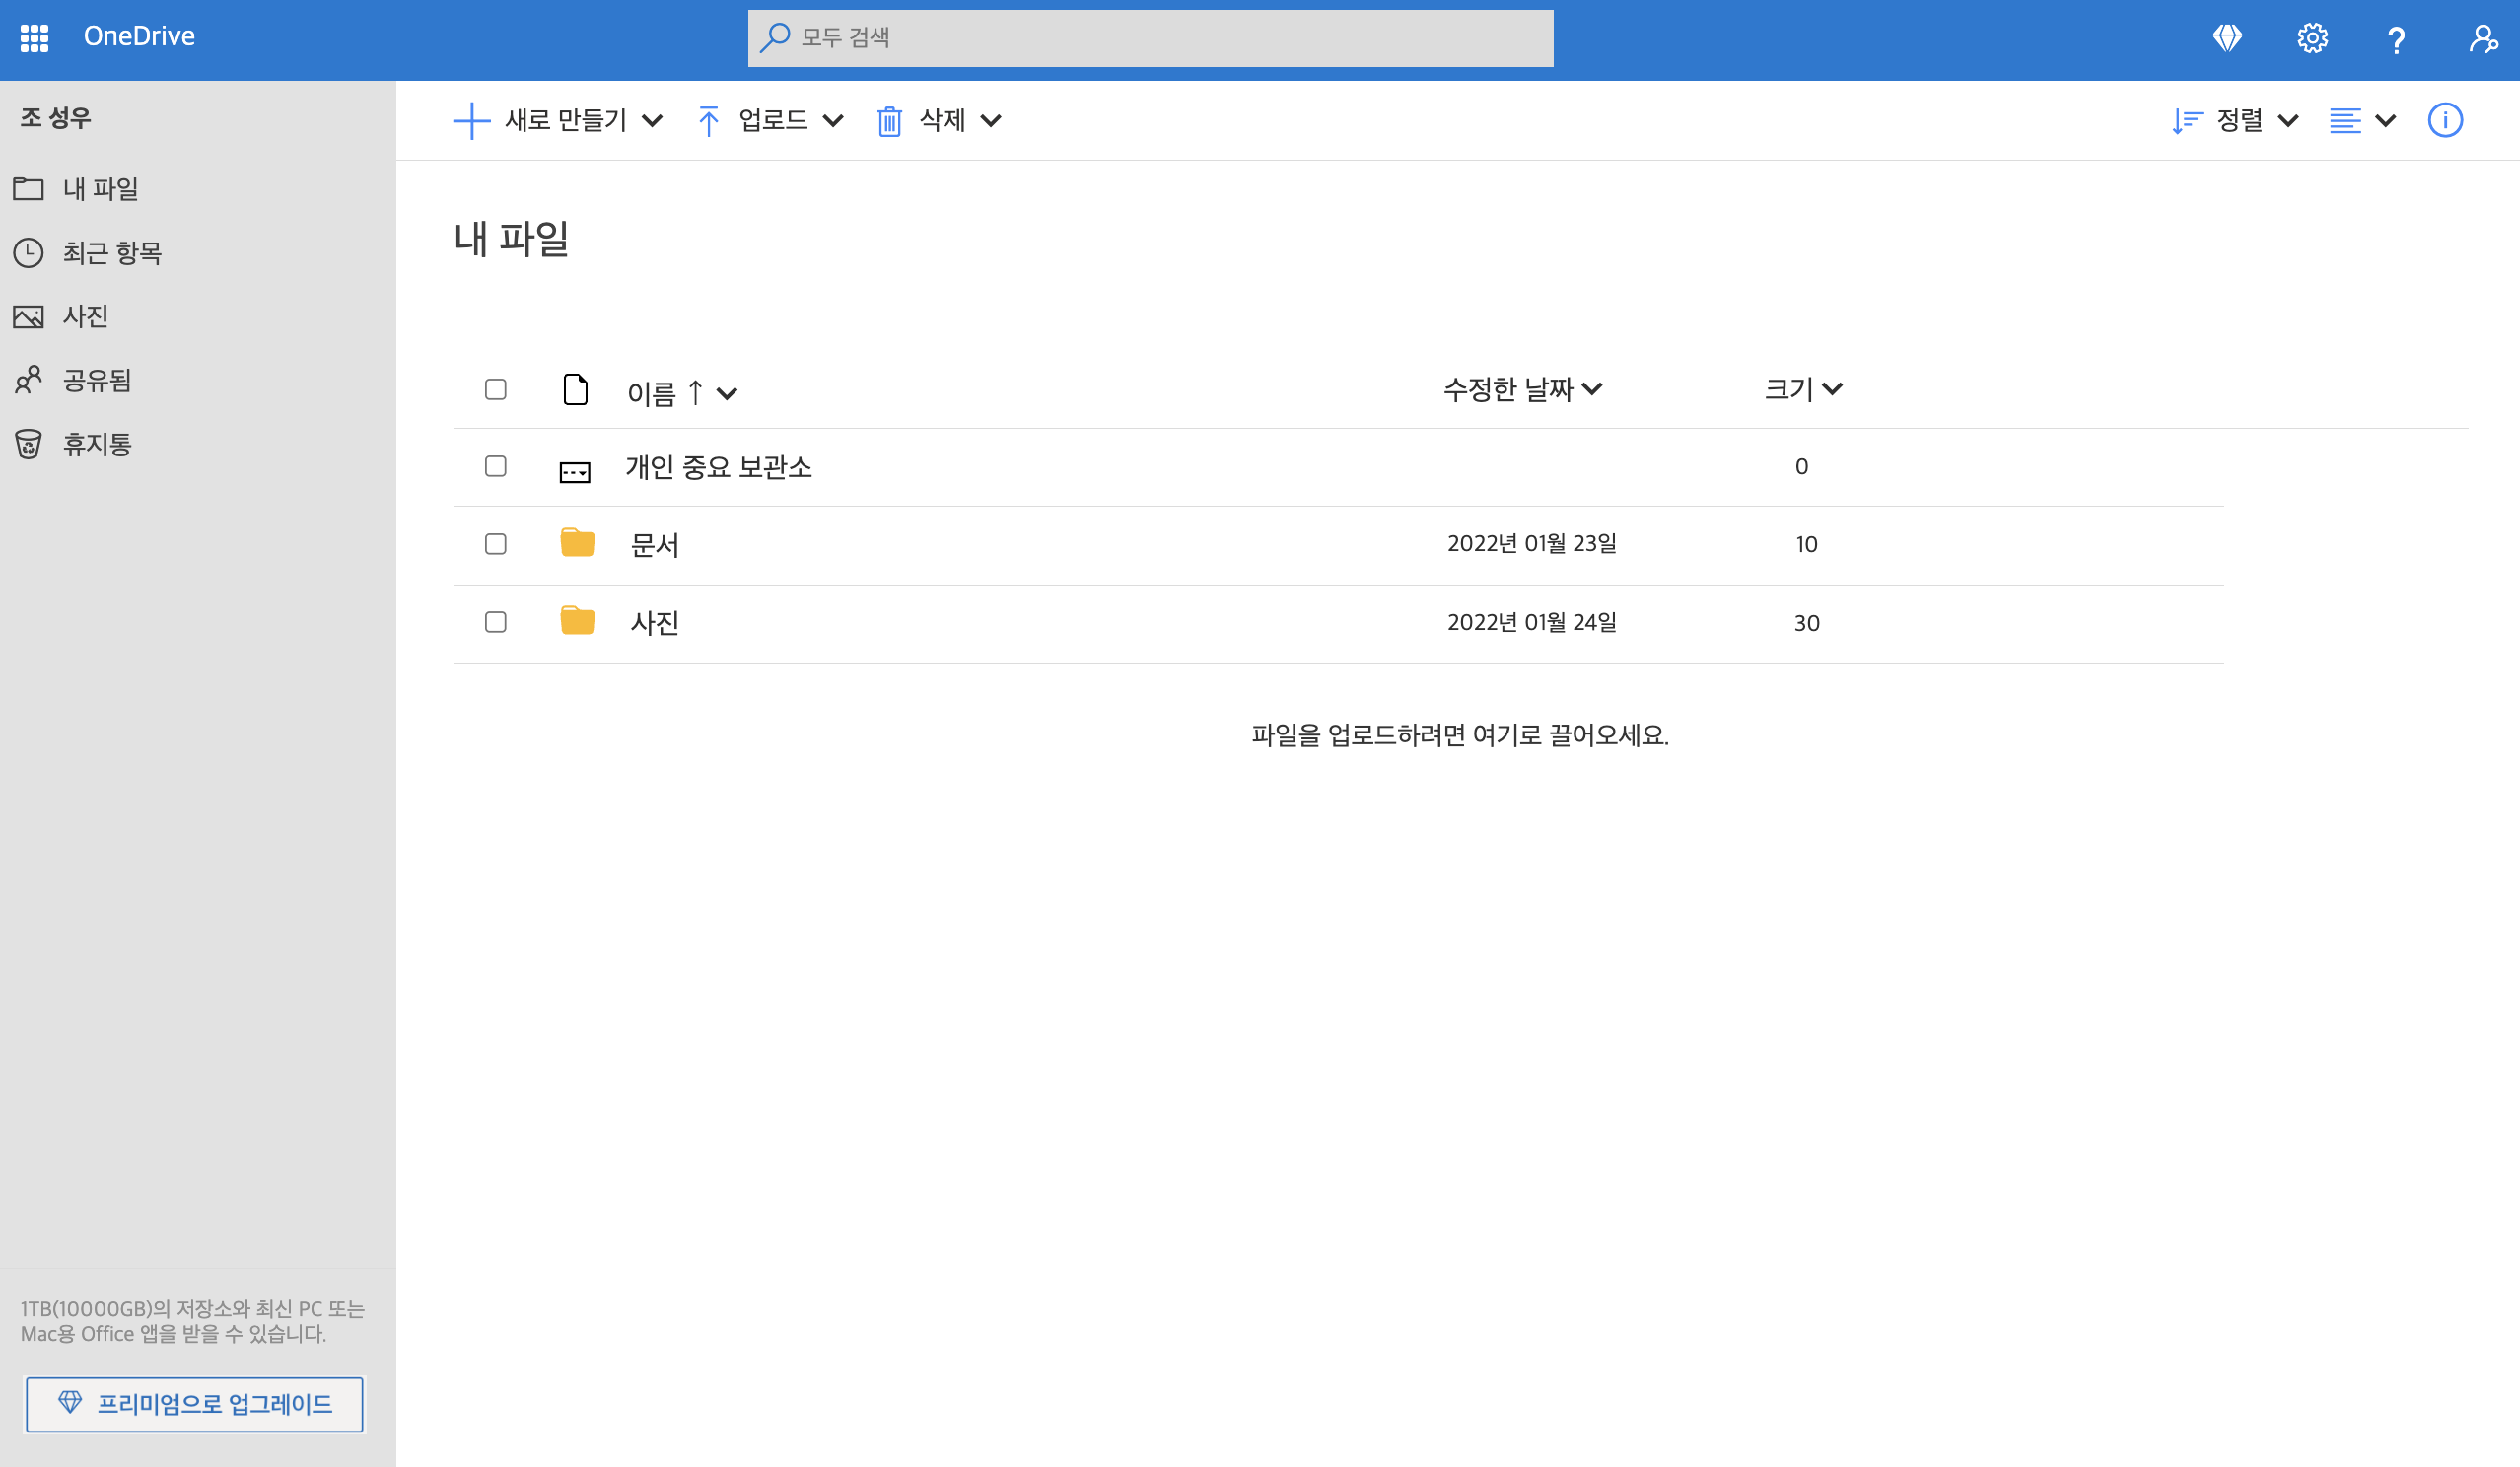 OneDrive
모두 검색
조 성우
내 파일
최근 항목
사진
공유됨
휴지통
1TB(10000GB)의 저장소와 최신 PC 또는
Mac용 Office 앱을 받을 수 있습니다.
프리미엄으로 업그레이드
새로 만들기 업로드 삭제 정렬
내 파일
이름 ↑ 수정한 날짜 크기
개인 중요 보관소 0
문서 2022년 01월 23일 10
사진 2022년 01월 24일 30
파일을 업로드하려면 여기로 끌어오세요.